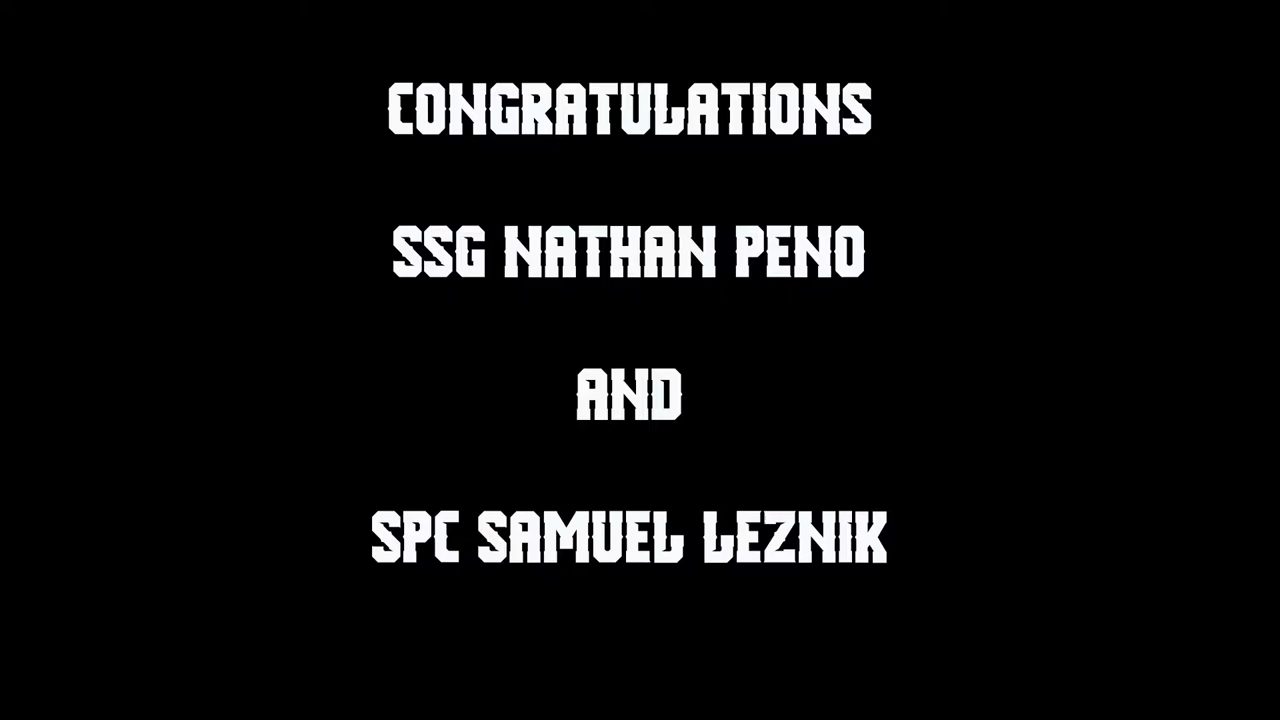 CONGRATULATIONS
SSG NATHAN PENO
AND
SPC SAMUEL LEZNIK